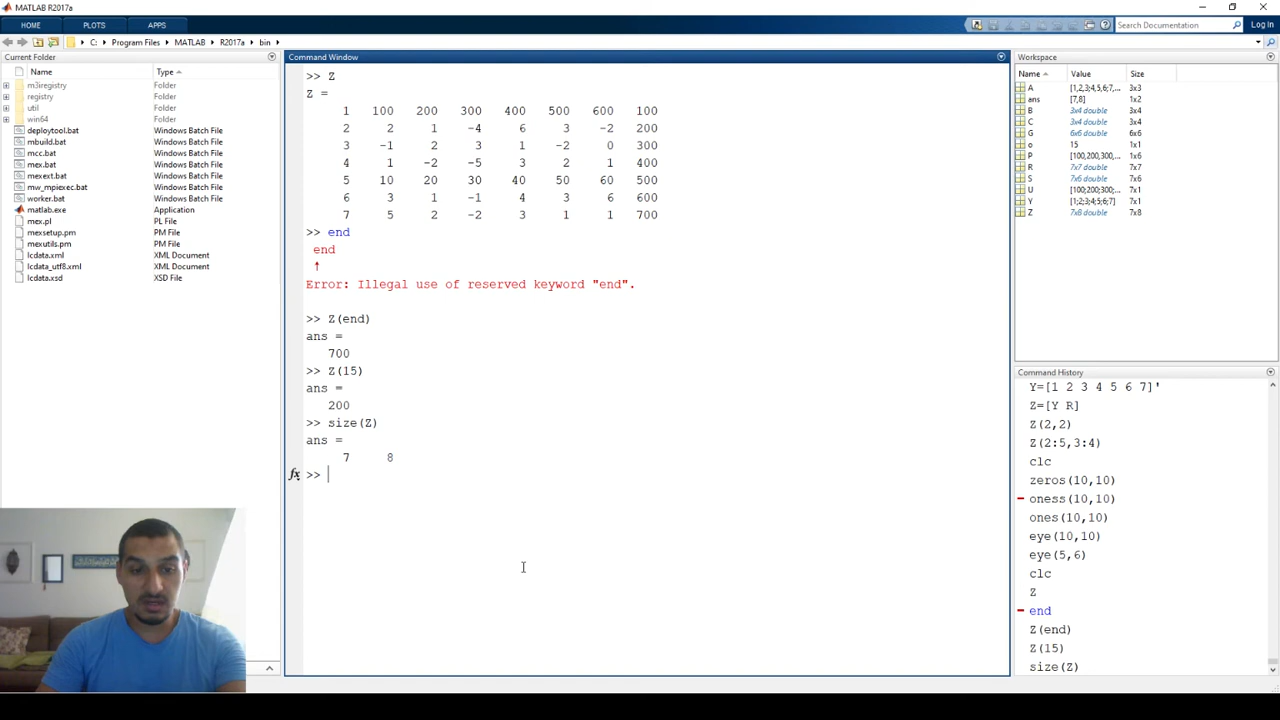 MATLAB R2017a
HOME PLOTS APPS
Search Documentation
Log In
C: Program Files MATLAB R2017a bin
Current Folder
Name Type
m3iregistry Folder
registry Folder
util Folder
win64 Folder
deploytool.bat Windows Batch File
mbuild.bat Windows Batch File
mcc.bat Windows Batch File
mex.bat Windows Batch File
mexext.bat Windows Batch File
mw_mpiexec.bat Windows Batch File
worker.bat Windows Batch File
matlab.exe Application
mex.pl PL File
mexsetup.pm PM File
mexutils.pm PM File
lcdata.xml XML Document
lcdata_utf8.xml XML Document
lcdata.xsd XSD File
Command Window
>> Z
Z =
1 100 200 300 400 500 600 100
2 2 1 -4 6 3 -2 200
3 -1 2 3 1 -2 0 300
4 1 -2 -5 3 2 1 400
5 10 20 30 40 50 60 500
6 3 1 -1 4 3 6 600
7 5 2 -2 3 1 1 700
>> end
end
↑
Error: Illegal use of reserved keyword "end".
>> Z(end)
ans =
700
>> Z(15)
ans =
200
>> size(Z)
ans =
7 8
fx >>
Workspace
Name Value Size
A [1,2,3;4,5,6;7,... 3x3
ans [7,8] 1x2
B 3x4 double 3x4
C 3x4 double 3x4
G 6x6 double 6x6
o 15 1x1
P [100,200,300,... 1x6
R 7x7 double 7x7
S 7x6 double 7x6
U [100;200;300;... 7x1
Y [1;2;3;4;5;6;7] 7x1
Z 7x8 double 7x8
Command History
Y=[1 2 3 4 5 6 7]'
Z=[Y R]
Z(2,2)
Z(2:5,3:4)
clc
zeros(10,10)
oness(10,10)
ones(10,10)
eye(10,10)
eye(5,6)
clc
Z
end
Z(end)
Z(15)
size(Z)